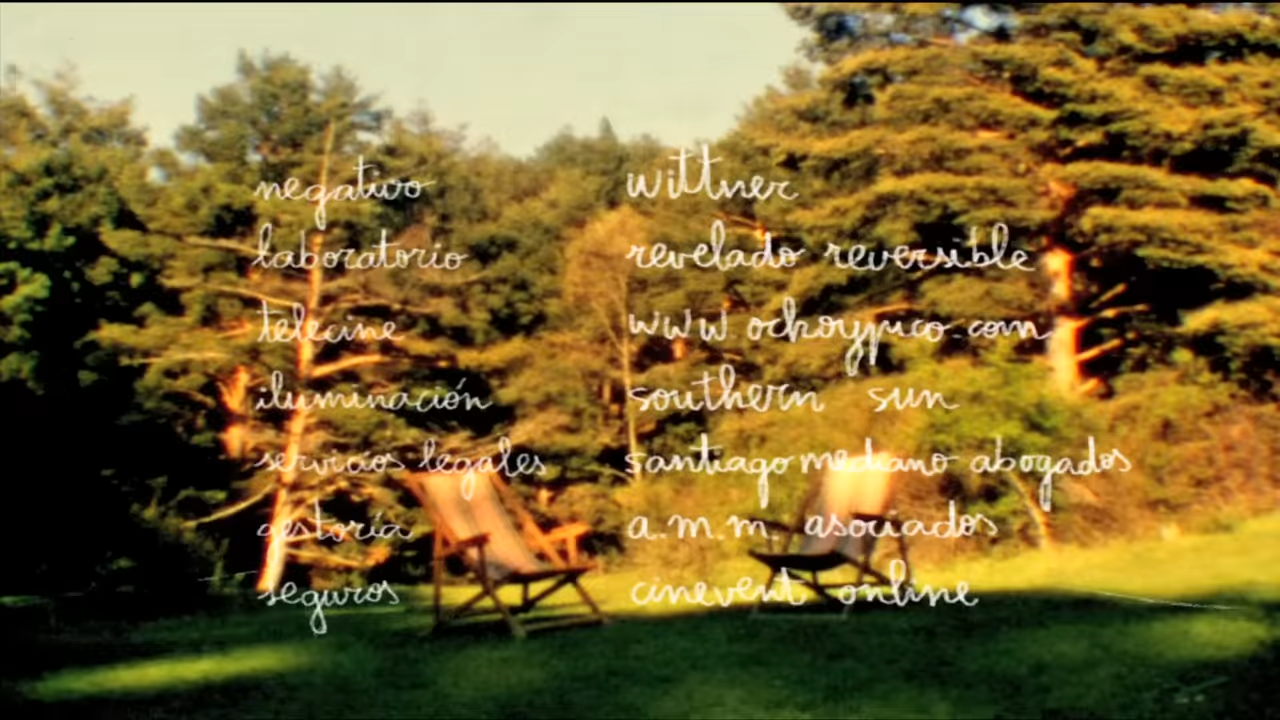 negativo wittner
laboratorio revelado reversible
telecine www.ochoypico.com
iluminación southern sun
servicios legales santiago mediano abogados
gestoría a.m.m. asociados
seguros cinevent online